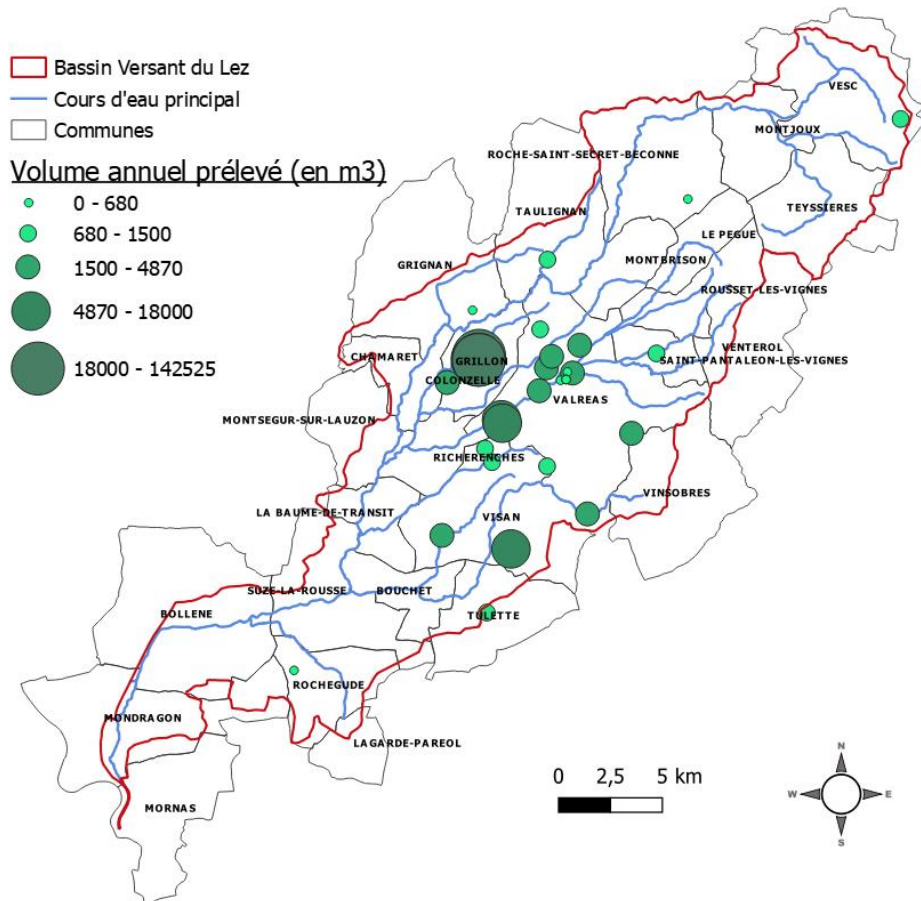 Bassin Versant du Lez
Cours d'eau principal
Communes
Volume annuel prélevé (en m3)
0 - 680
680 - 1500
1500 - 4870
4870 - 18000
18000 - 142525
VESC
MONTJOUX
ROCHE-SAINT-SECRET-BECONNE
TEYSSIERES
TAULIGNAN
LE PEGUE
MONTBRISON
GRIGNAN
ROUSSET-LES-VIGNES
VENTEROL
CHAMARET
GRILLON
SAINT-PANTALEON-LES-VIGNES
COLONZELLE
VALREAS
MONTSEGUR-SUR-LAUZON
RICHERENCHES
VINSOBRES
LA BAUME-DE-TRANSIT
VISAN
SUZE-LA-ROUSSE
BOUCHET
BOLLENE
TULETTE
ROCHEGUDE
MONDRAGON
LAGARDE-PAREOL
MORNAS
0 2,5 5 km
N
W E
S